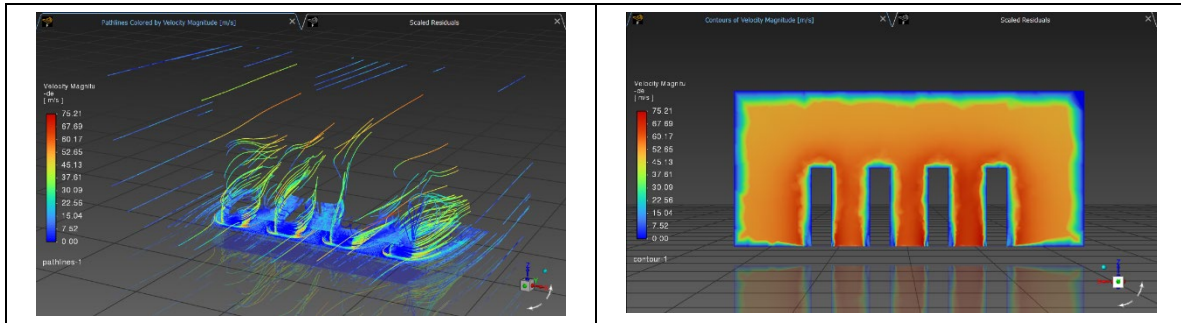 Pathlines Colored by Velocity Magnitude [m/s]
Scaled Residuals
Velocity Magnitu
-de
[ m/s ]
75.21
67.69
60.17
52.65
45.13
37.61
30.09
22.56
15.04
7.52
0.00
pathlines-1
Contours of Velocity Magnitude [m/s]
Scaled Residuals
Velocity Magnitu
-de
[ m/s ]
75.21
67.69
60.17
52.65
45.13
37.61
30.09
22.56
15.04
7.52
0.00
contour-1